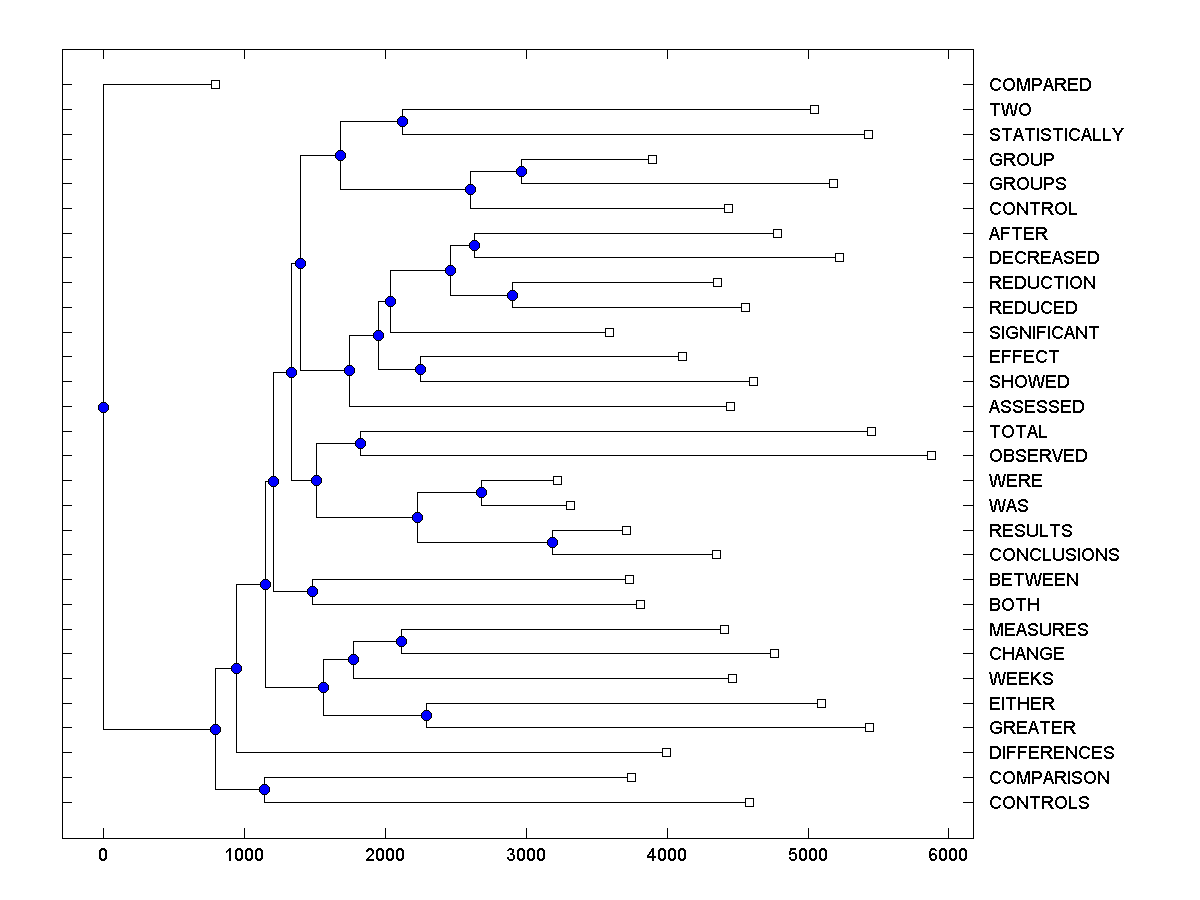 COMPARED
TWO
STATISTICALLY
GROUP
GROUPS
CONTROL
AFTER
DECREASED
REDUCTION
REDUCED
SIGNIFICANT
EFFECT
SHOWED
ASSESSED
TOTAL
OBSERVED
WERE
WAS
RESULTS
CONCLUSIONS
BETWEEN
BOTH
MEASURES
CHANGE
WEEKS
EITHER
GREATER
DIFFERENCES
COMPARISON
CONTROLS
0 1000 2000 3000 4000 5000 6000